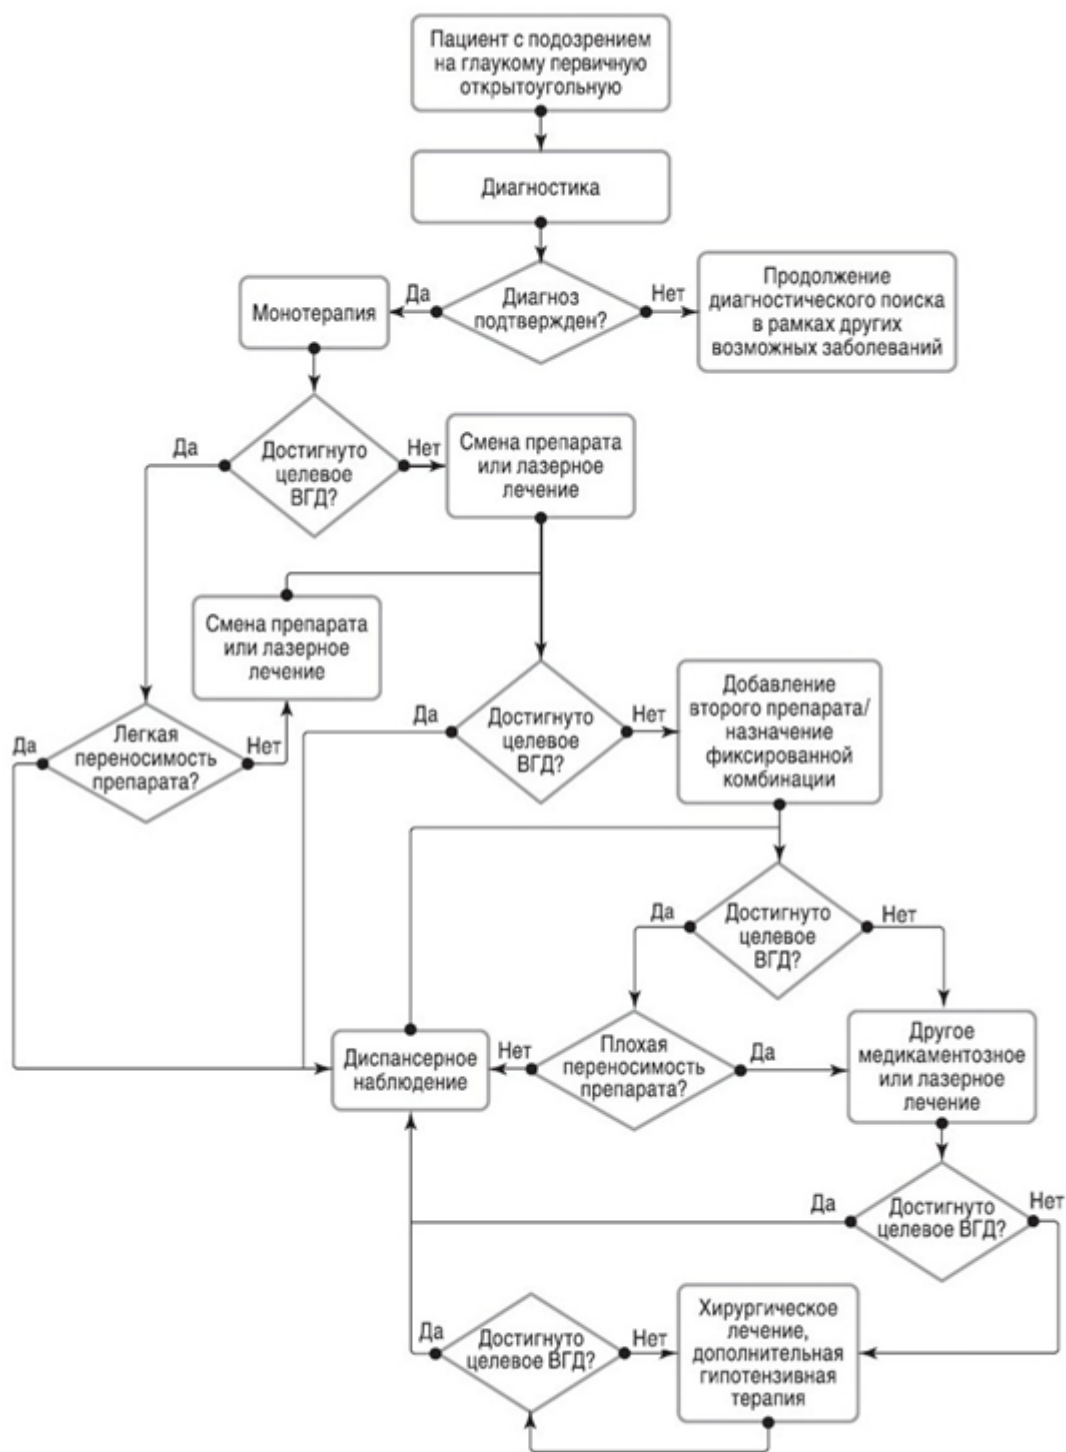 Пациент с подозрением
на глаукому первичную
открытоугольную
Диагностика
Диагноз
подтвержден?
Да
Нет
Монотерапия
Продолжение
диагностического поиска
в рамках других
возможных заболеваний
Достигнуто
целевое
ВГД?
Да
Нет
Смена препарата
или лазерное
лечение
Смена препарата
или лазерное
лечение
Легкая
переносимость
препарата?
Да
Нет
Достигнуто
целевое
ВГД?
Да
Нет
Добавление
второго препарата/
назначение
фиксированной
комбинации
Достигнуто
целевое
ВГД?
Да
Нет
Диспансерное
наблюдение
Нет
Плохая
переносимость
препарата?
Да
Другое
медикаментозное
или лазерное
лечение
Да
Достигнуто
целевое ВГД?
Нет
Да
Достигнуто
целевое ВГД?
Нет
Хирургическое
лечение,
дополнительная
гипотензивная
терапия